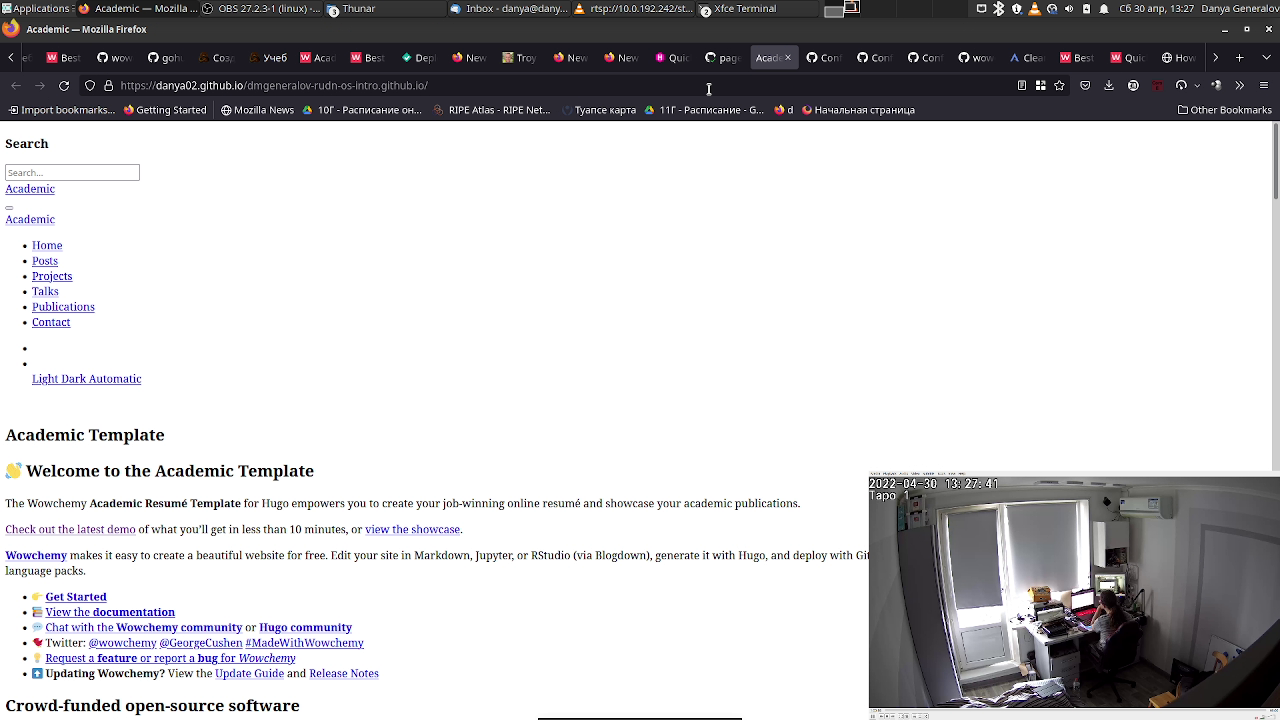 Applications
Academic — Mozilla F...
OBS 27.2.3-1 (linux) -...
3 Thunar
Inbox - danya@dany...
rtsp://10.0.192.242/st...
2 Xfce Terminal
Сб 30 апр, 13:27 Danya Generalov
Academic — Mozilla Firefox
Best
wow
gohu
Созд
Учеб
Acad
Best
Depl
New
Troy
New
New
Quic
page
Acade
Conf
Conf
Conf
wow
Clear
Best
Quic
How
https://danya02.github.io/dmgeneralov-rudn-os-intro.github.io/
Import bookmarks...
Getting Started
Mozilla News
10Г - Расписание - он...
RIPE Atlas - RIPE Net...
Туапсе карта
11Г - Расписание - G...
d
Начальная страница
Other Bookmarks
Search
Search...
Academic
Academic
Home
Posts
Projects
Talks
Publications
Contact
Light Dark Automatic
Academic Template
👋 Welcome to the Academic Template
The Wowchemy Academic Resumé Template for Hugo empowers you to create your job-winning online resumé and showcase your academic publications.
Check out the latest demo of what you'll get in less than 10 minutes, or view the showcase.
Wowchemy makes it easy to create a beautiful website for free. Edit your site in Markdown, Jupyter, or RStudio (via Blogdown), generate it with Hugo, and deploy with Git
language packs.
👉 Get Started
📚 View the documentation
💬 Chat with the Wowchemy community or Hugo community
🐦 Twitter: @wowchemy @GeorgeCushen #MadeWithWowchemy
💡 Request a feature or report a bug for Wowchemy
⬆️ Updating Wowchemy? View the Update Guide and Release Notes
Crowd-funded open-source software
2022-04-30 13:27:41
Tapo 1